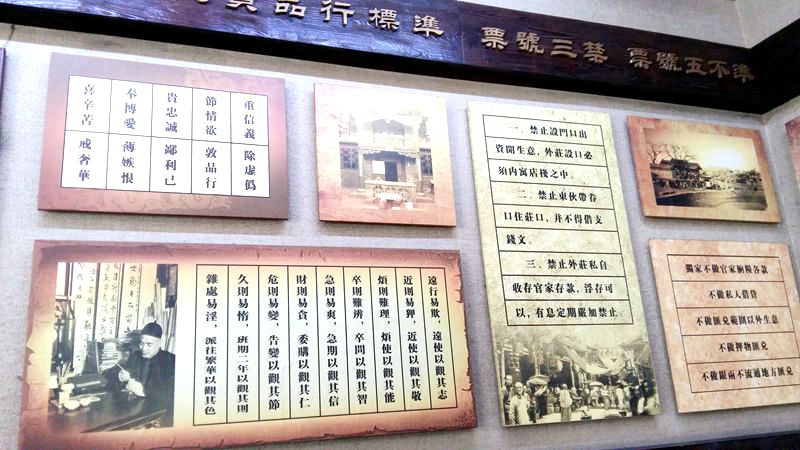 品行標準
票號三禁
票號五不準
重信義 除虛偽
節情欲 敦品行
貴忠誠 鄙利己
奉博愛 薄嫉恨
喜辛苦 戒奢華
遠行易欺，遠使以觀其志
近則易狎，近使以觀其敬
煩則難理，煩使以觀其能
卒則難辨，卒問以觀其智
急則易爽，急期以觀其信
財則易貪，委購以觀其仁
危則易變，告變以觀其節
久則易惰，班期二年以觀其則
雜處易淫，派往繁華以觀其色
一、禁止設門口出
資開生意，外莊設口必
須內寓店棧之中。
二、禁止東伙帶眷
口住莊口，并不得借支
錢文。
三、禁止外莊私自
收存官家存款，浮存可
以，有息定期嚴加禁止。
獨家不做官家餉糧各款
不做私人借貸
不做匯兌範圍以外生意
不做押物匯兌
不做銀兩不流通地方匯兌